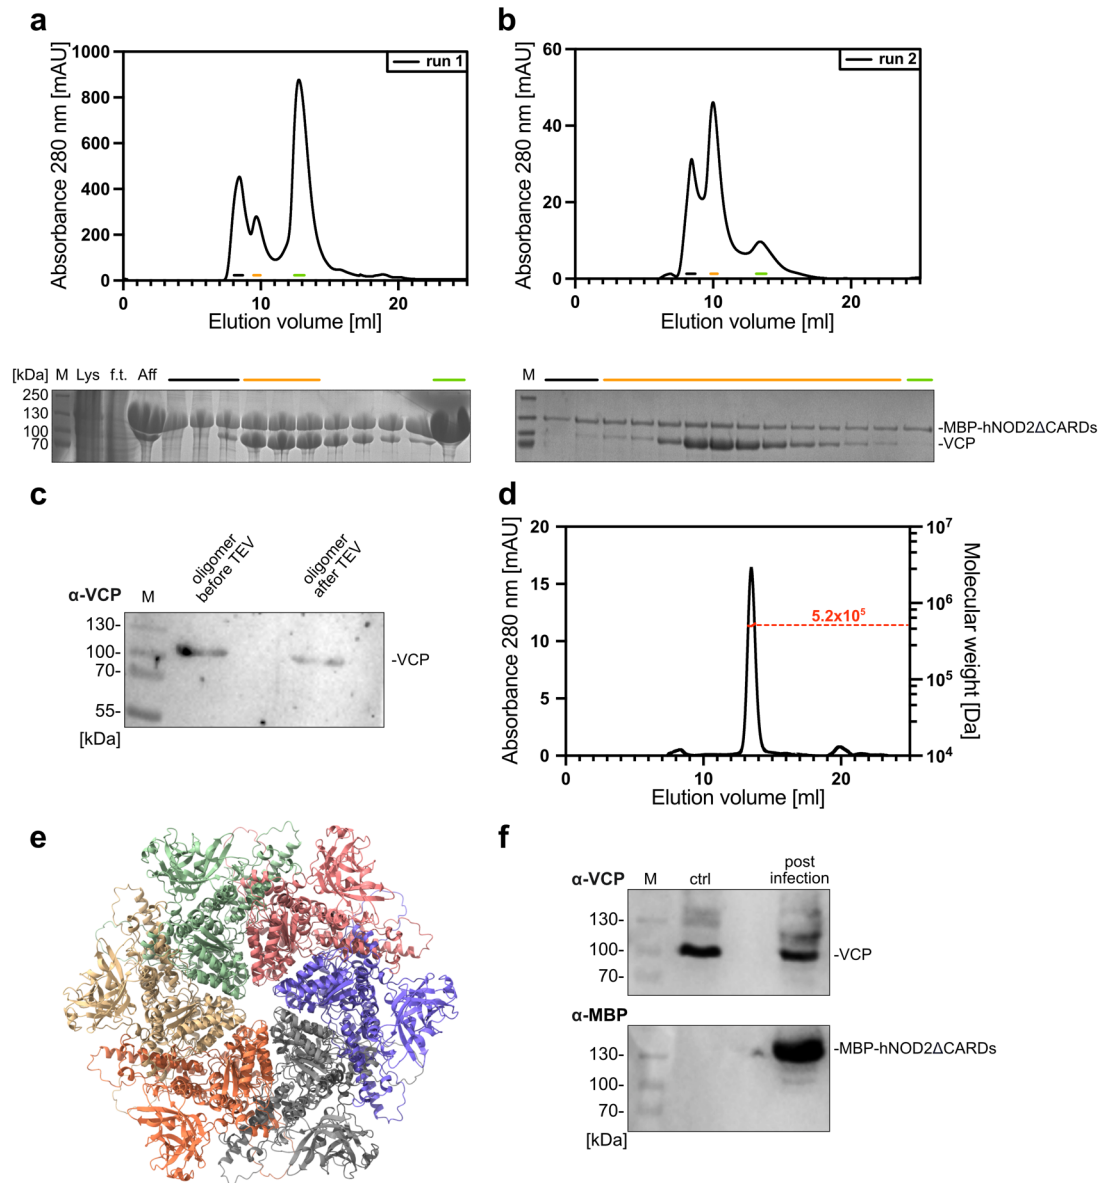 a
Absorbance 280 nm [mAU]
1000
800
600
400
200
0
run 1
0
10
20
Elution volume [ml]
[kDa]
M
Lys
f.t.
Aff
250
130
100
70
b
Absorbance 280 nm [mAU]
60
40
20
0
run 2
0
10
20
Elution volume [ml]
M
-MBP-hNOD2ΔCARDs
-VCP
c
α-VCP
M
oligomer
before TEV
oligomer
after TEV
130-
100-
70-
55-
[kDa]
-VCP
d
Absorbance 280 nm [mAU]
20
15
10
5
0
5.2x10⁵
10⁷
10⁶
10⁵
10⁴
Molecular weight [Da]
0
10
20
Elution volume [ml]
e
f
α-VCP
M
ctrl
post
infection
130-
100-
70-
-VCP
α-MBP
130-
100-
70-
[kDa]
-MBP-hNOD2ΔCARDs